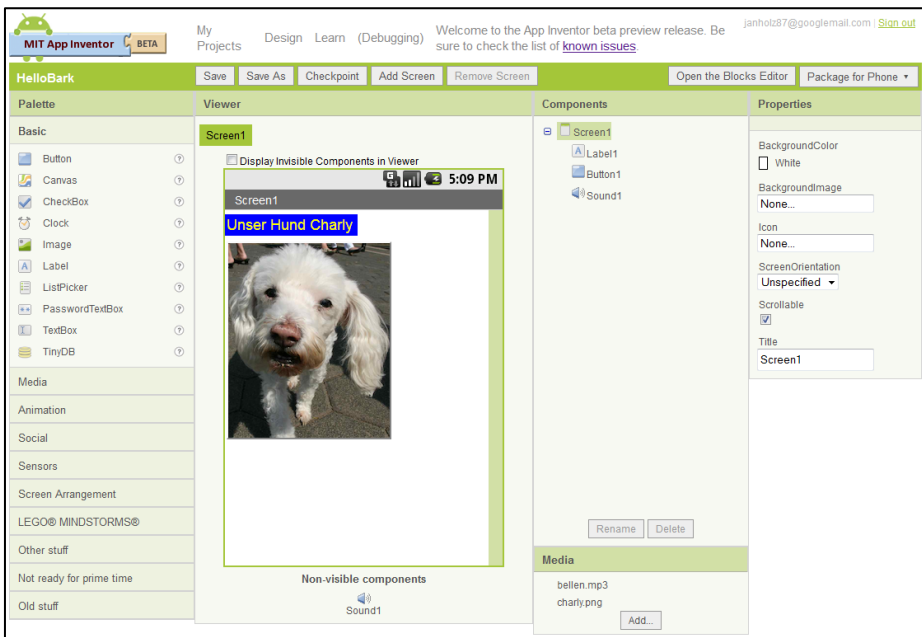 MIT App Inventor BETA
My Projects
Design Learn (Debugging)
Welcome to the App Inventor beta preview release. Be
sure to check the list of known issues.
janholz87@googlemail.com | Sign out
HelloBark
Save Save As Checkpoint Add Screen Remove Screen
Open the Blocks Editor Package for Phone
Palette
Basic
Button
Canvas
CheckBox
Clock
Image
Label
ListPicker
PasswordTextBox
TextBox
TinyDB
Media
Animation
Social
Sensors
Screen Arrangement
LEGO® MINDSTORMS®
Other stuff
Not ready for prime time
Old stuff
Viewer
Screen1
Display Invisible Components in Viewer
5:09 PM
Screen1
Unser Hund Charly
Non-visible components
Sound1
Components
Screen1
Label1
Button1
Sound1
Rename Delete
Media
bellen.mp3
charly.png
Add...
Properties
BackgroundColor
White
BackgroundImage
None...
Icon
None...
ScreenOrientation
Unspecified
Scrollable
Title
Screen1